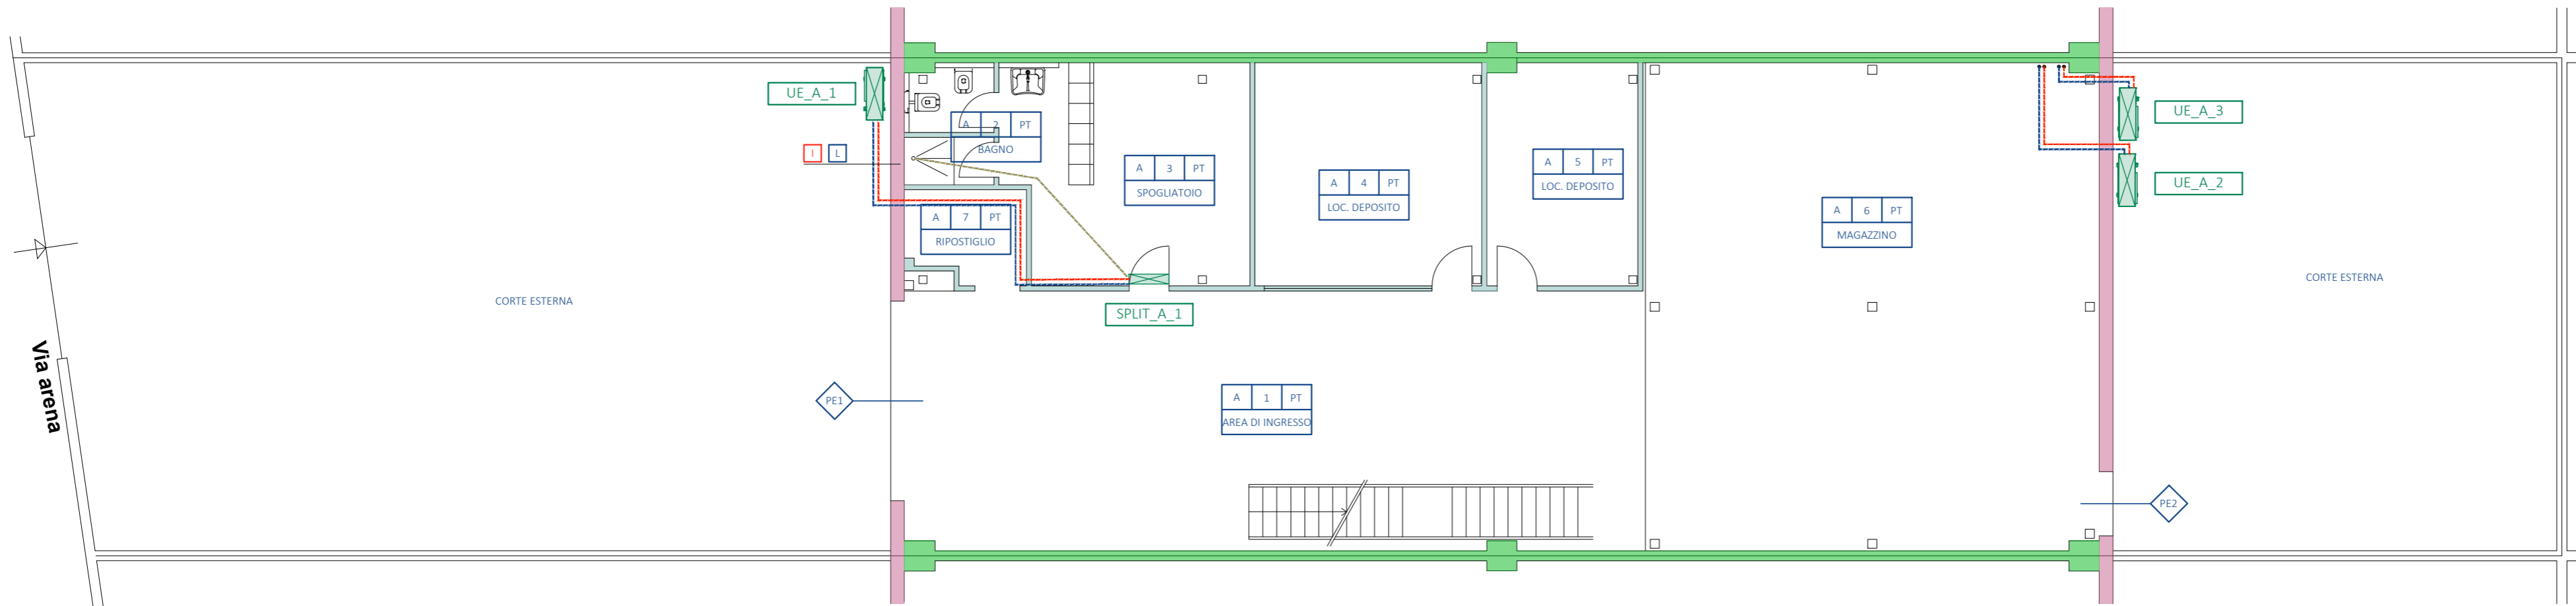 UE_A_1
A 2 PT
BAGNO
I L
A 3 PT
SPOGLIATOIO
A 4 PT
LOC. DEPOSITO
A 5 PT
LOC. DEPOSITO
A 6 PT
MAGAZZINO
UE_A_3
UE_A_2
A 7 PT
RIPOSTIGLIO
CORTE ESTERNA
CORTE ESTERNA
SPLIT_A_1
Via arena
PE1
A 1 PT
AREA DI INGRESSO
PE2